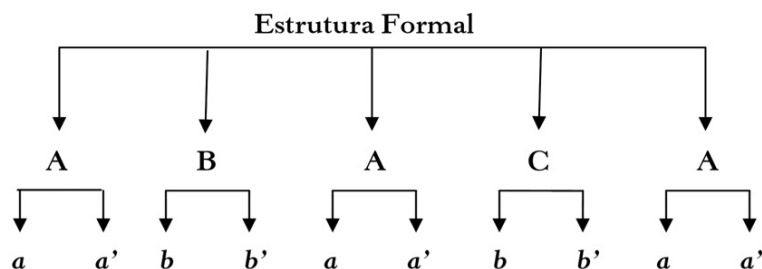 Estrutura Formal
A B A C A
a a’ b b’ a a’ b b’ a a’